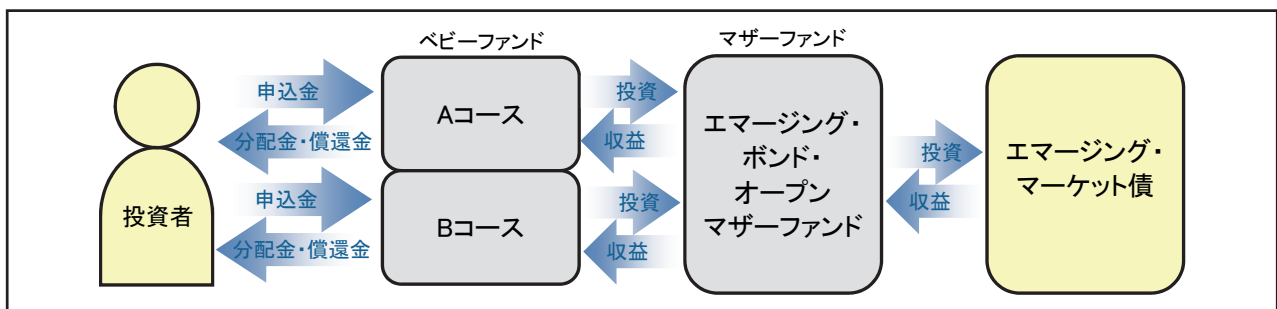 ベビーファンド
マザーファンド
申込金
分配金・償還金
申込金
分配金・償還金
投資者
Aコース
Bコース
投資
収益
投資
収益
エマージング・
ボンド・
オープン
マザーファンド
投資
収益
エマージング・
マーケット債